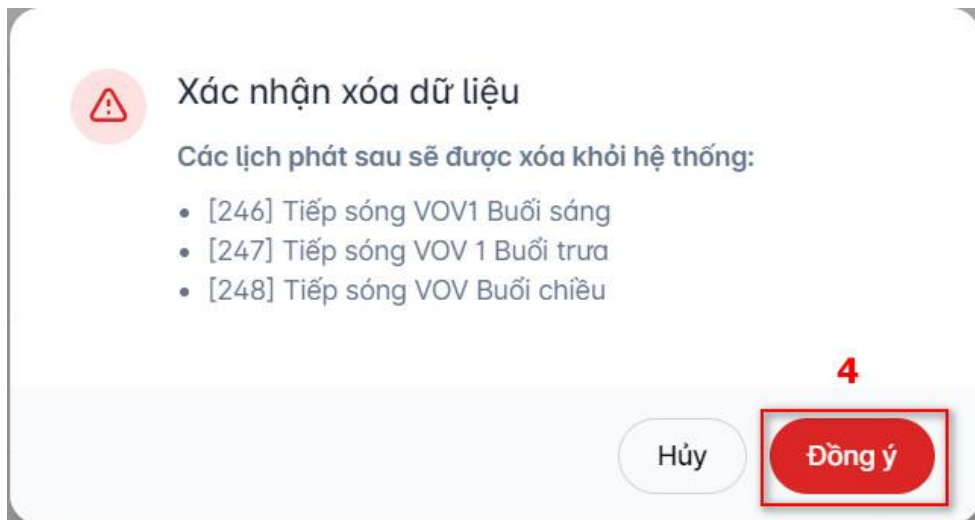 Xác nhận xóa dữ liệu
Các lịch phát sau sẽ được xóa khỏi hệ thống:
• [246] Tiếp sóng VOV1 Buổi sáng
• [247] Tiếp sóng VOV 1 Buổi trưa
• [248] Tiếp sóng VOV Buổi chiều
4
Hủy
Đồng ý